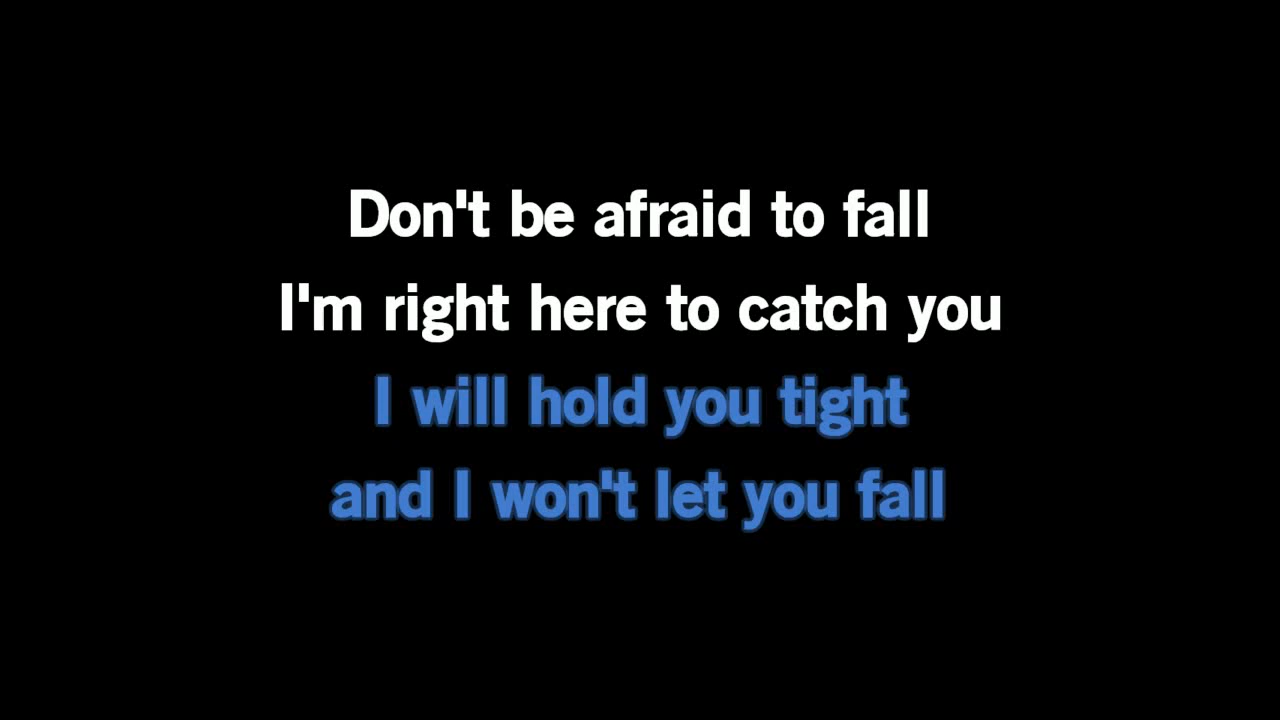 Don't be afraid to fall
I'm right here to catch you
I will hold you tight
and I won't let you fall